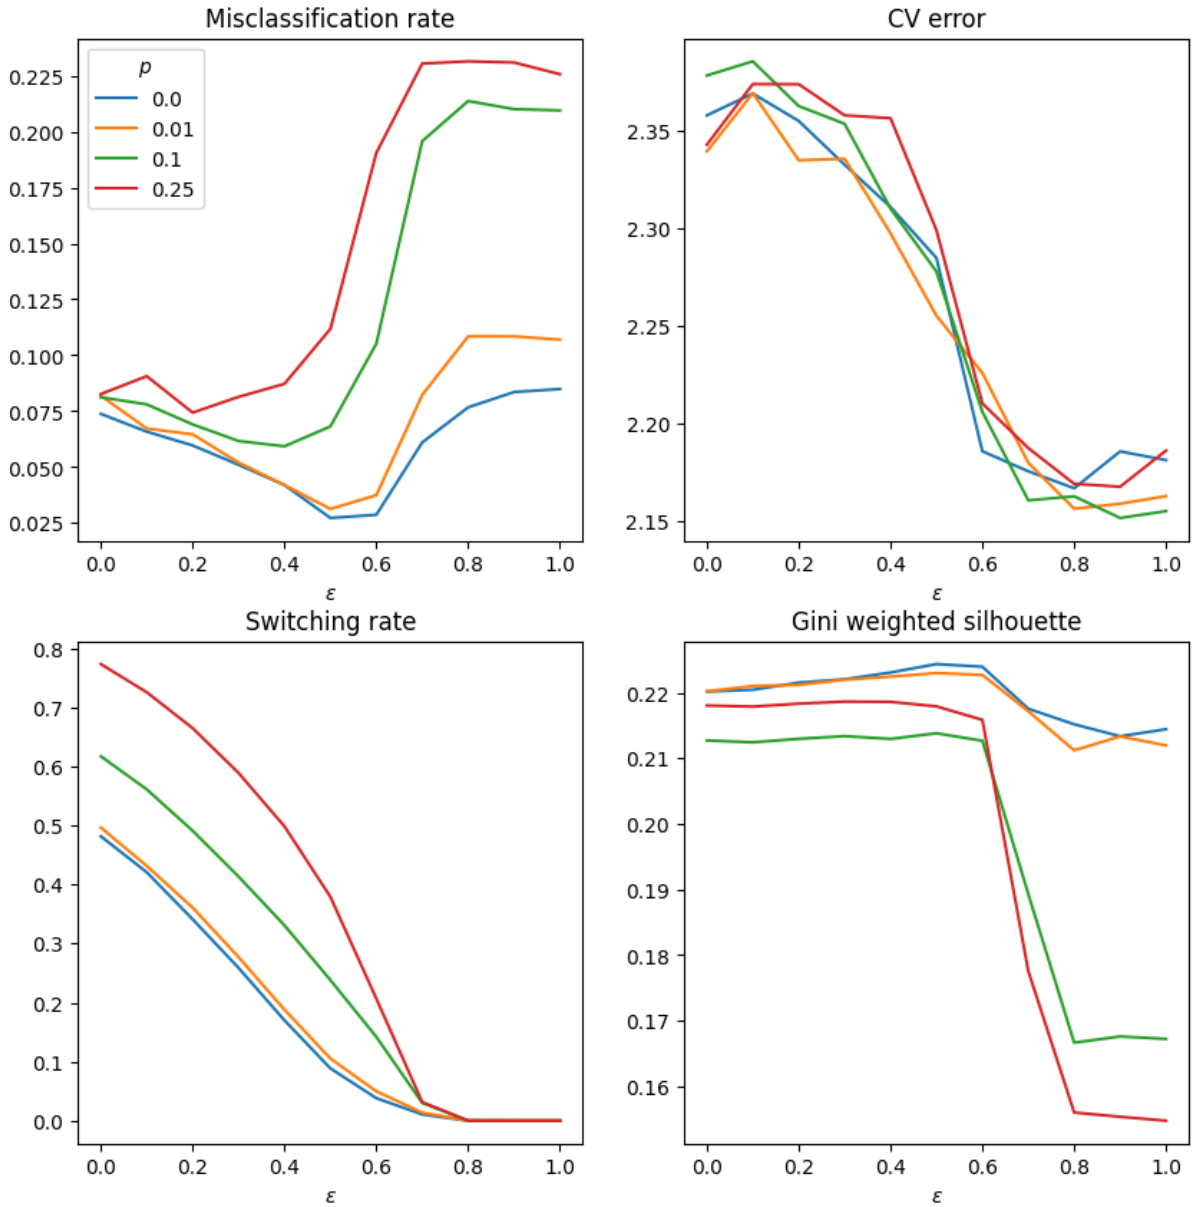 Misclassification rate
p
0.0
0.01
0.1
0.25
0.225
0.200
0.175
0.150
0.125
0.100
0.075
0.050
0.025
0.0 0.2 0.4 0.6 0.8 1.0
ε
CV error
2.35
2.30
2.25
2.20
2.15
0.0 0.2 0.4 0.6 0.8 1.0
ε
Switching rate
0.8
0.7
0.6
0.5
0.4
0.3
0.2
0.1
0.0
0.0 0.2 0.4 0.6 0.8 1.0
ε
Gini weighted silhouette
0.22
0.21
0.20
0.19
0.18
0.17
0.16
0.0 0.2 0.4 0.6 0.8 1.0
ε